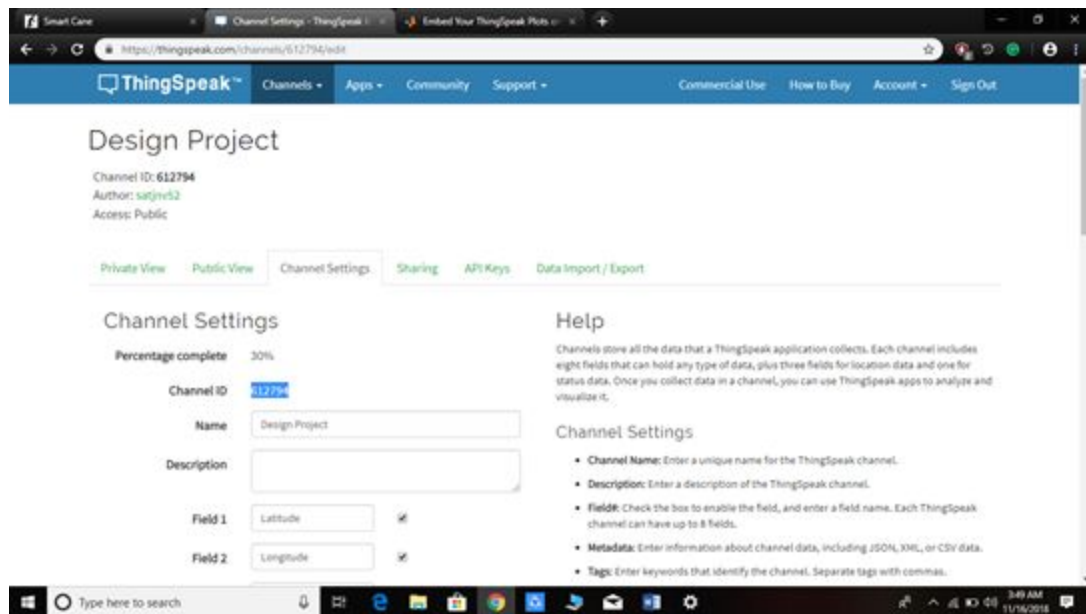 Smart Cane
Channel Settings - ThingSpeak
Embed Your ThingSpeak Plots
https://thingspeak.com/channels/612794/edit
ThingSpeak™ Channels Apps Community Support Commercial Use How to Buy Account Sign Out
Design Project
Channel ID: 612794
Author: satjnv52
Access: Public
Private View Public View Channel Settings Sharing API Keys Data Import / Export
Channel Settings
Percentage complete 30%
Channel ID 612794
Name Design Project
Description
Field 1 Latitude
Field 2 Longitude
Help
Channels store all the data that a ThingSpeak application collects. Each channel includes
eight fields that can hold any type of data, plus three fields for location data and one for
status data. Once you collect data in a channel, you can use ThingSpeak apps to analyze and
visualize it.
Channel Settings
• Channel Name: Enter a unique name for the ThingSpeak channel.
• Description: Enter a description of the ThingSpeak channel.
• Field#: Check the box to enable the field, and enter a field name. Each ThingSpeak
channel can have up to 8 fields.
• Metadata: Enter information about channel data, including JSON, XML, or CSV data.
• Tags: Enter keywords that identify the channel. Separate tags with commas.
Type here to search
3:49 AM
11/16/2018